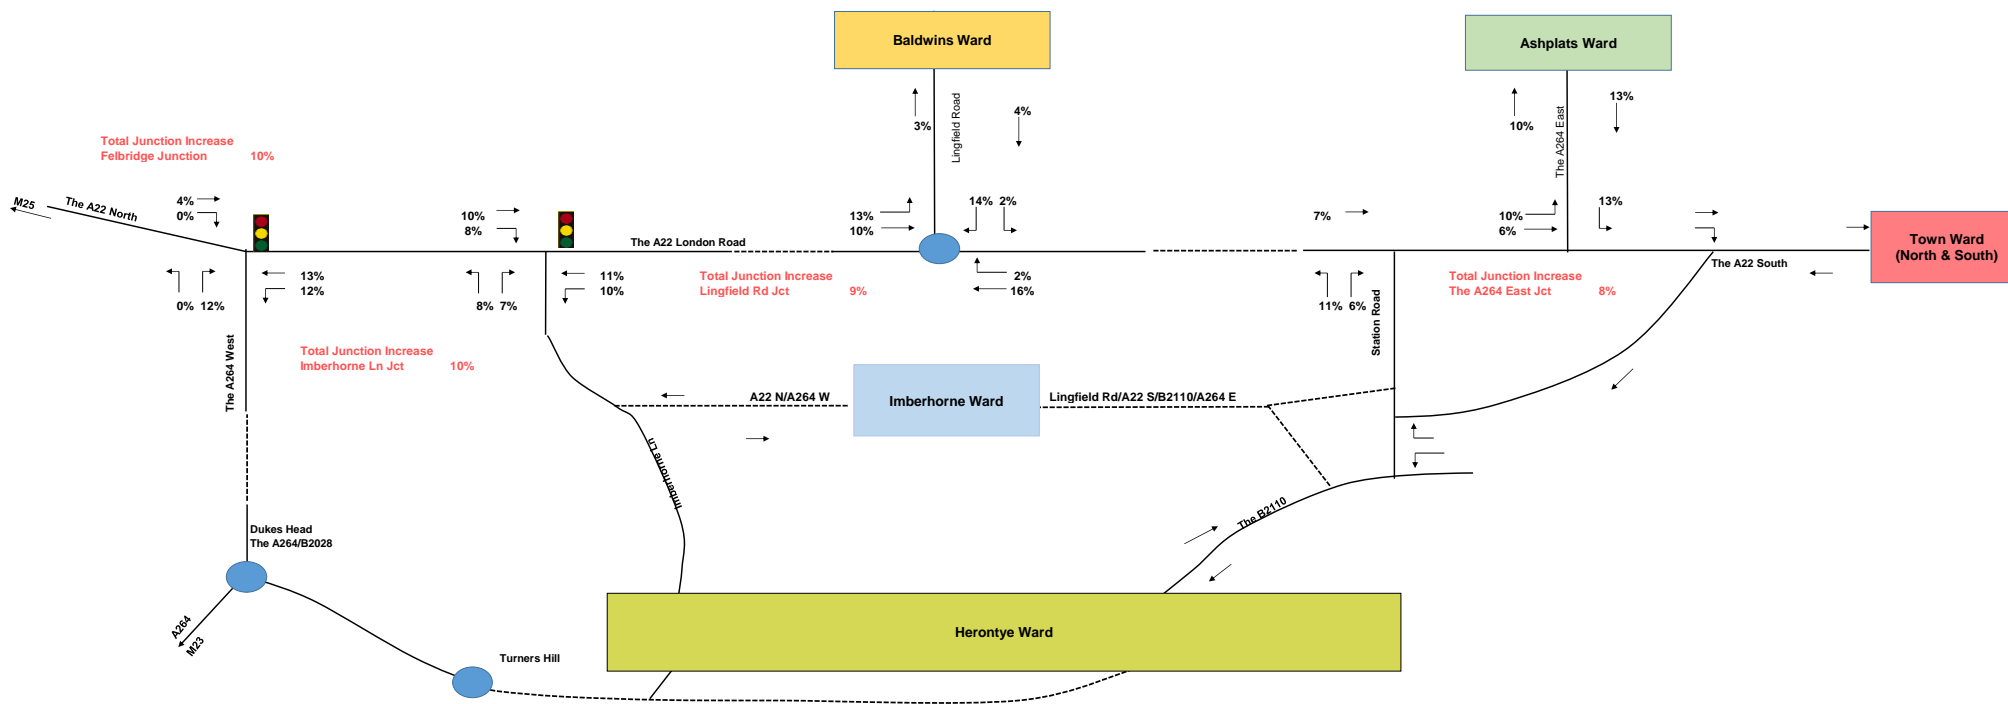 Baldwins Ward
Ashplats Ward
4%
3%
Lingfield Road
13%
10%
The A264 East
Total Junction Increase
Felbridge Junction 10%
M25
The A22 North
4%
0%
10%
8%
The A22 London Road
13%
10%
14% 2%
7%
10%
6%
13%
Town Ward
(North & South)
The A22 South
13%
12%
0% 12%
11%
10%
8% 7%
Total Junction Increase
Lingfield Rd Jct 9%
2%
16%
11% 6%
Station Road
Total Junction Increase
The A264 East Jct 8%
The A264 West
Total Junction Increase
Imberhorne Ln Jct 10%
A22 N/A264 W
Imberhorne Ward
Lingfield Rd/A22 S/B2110/A264 E
Imberhorne Ln
The B2110
Dukes Head
The A264/B2028
A264
M23
Herontye Ward
Turners Hill